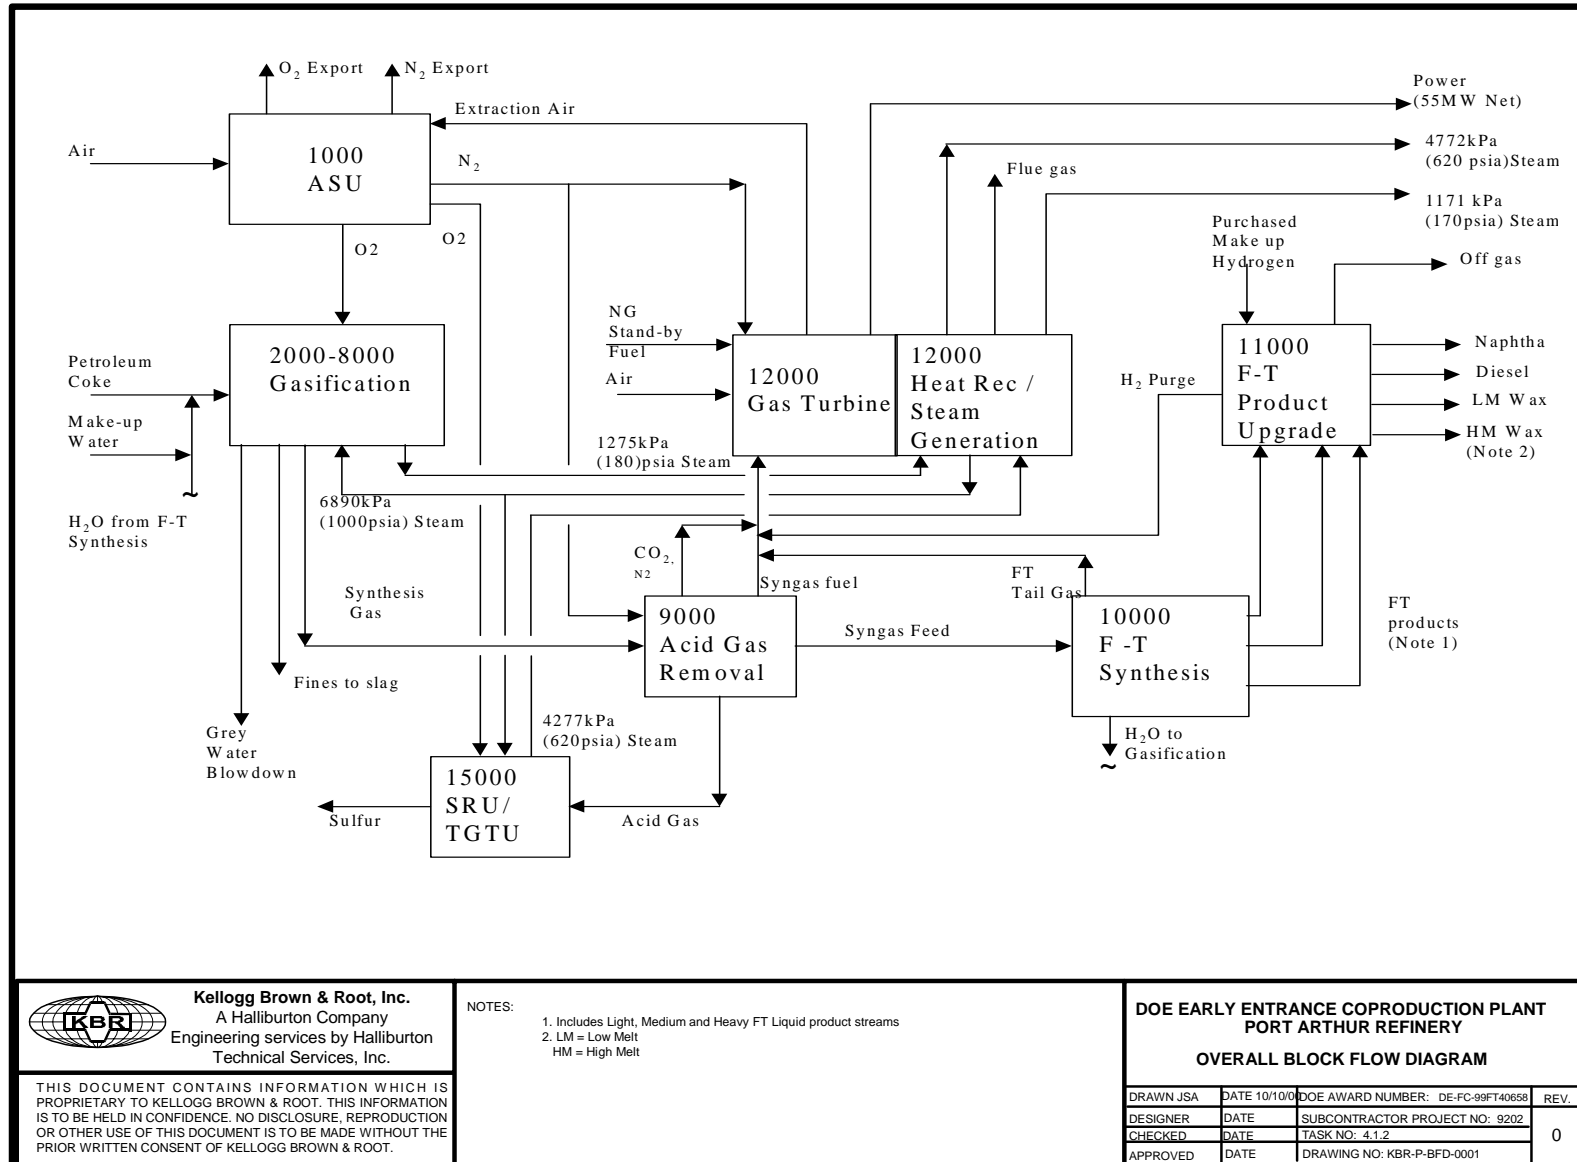 O2 Export
N2 Export
Extraction Air
Power
(55MW Net)
Air
1000
ASU
N2
4772kPa
(620 psia)Steam
Flue gas
1171 kPa
(170psia) Steam
O2
O2
Purchased
Make up
Hydrogen
Off gas
NG
Stand-by
Fuel
Air
2000-8000
Gasification
Petroleum
Coke
Make-up
Water
12000
Gas Turbine
12000
Heat Rec /
Steam
Generation
H2 Purge
11000
F-T
Product
Upgrade
Naphtha
Diesel
LM Wax
HM Wax
(Note 2)
1275kPa
(180)psia Steam
6890kPa
(1000psia) Steam
~
H2O from F-T
Synthesis
CO2,
N2
Syngas fuel
FT
Tail Gas
Synthesis
Gas
9000
Acid Gas
Removal
Syngas Feed
10000
F -T
Synthesis
FT
products
(Note 1)
Fines to slag
Grey
Water
Blowdown
4277kPa
(620psia) Steam
H2O to
Gasification
~
15000
SRU/
TGTU
Sulfur
Acid Gas
KBR
Kellogg Brown & Root, Inc.
A Halliburton Company
Engineering services by Halliburton
Technical Services, Inc.
THIS DOCUMENT CONTAINS INFORMATION WHICH IS
PROPRIETARY TO KELLOGG BROWN & ROOT. THIS INFORMATION
IS TO BE HELD IN CONFIDENCE. NO DISCLOSURE, REPRODUCTION
OR OTHER USE OF THIS DOCUMENT IS TO BE MADE WITHOUT THE
PRIOR WRITTEN CONSENT OF KELLOGG BROWN & ROOT.
NOTES:
1. Includes Light, Medium and Heavy FT Liquid product streams
2. LM = Low Melt
HM = High Melt
DOE EARLY ENTRANCE COPRODUCTION PLANT
PORT ARTHUR REFINERY
OVERALL BLOCK FLOW DIAGRAM
DRAWN JSA DATE 10/10/00 DOE AWARD NUMBER: DE-FC-99FT40658 REV.
DESIGNER DATE SUBCONTRACTOR PROJECT NO: 9202
CHECKED DATE TASK NO: 4.1.2 0
APPROVED DATE DRAWING NO: KBR-P-BFD-0001